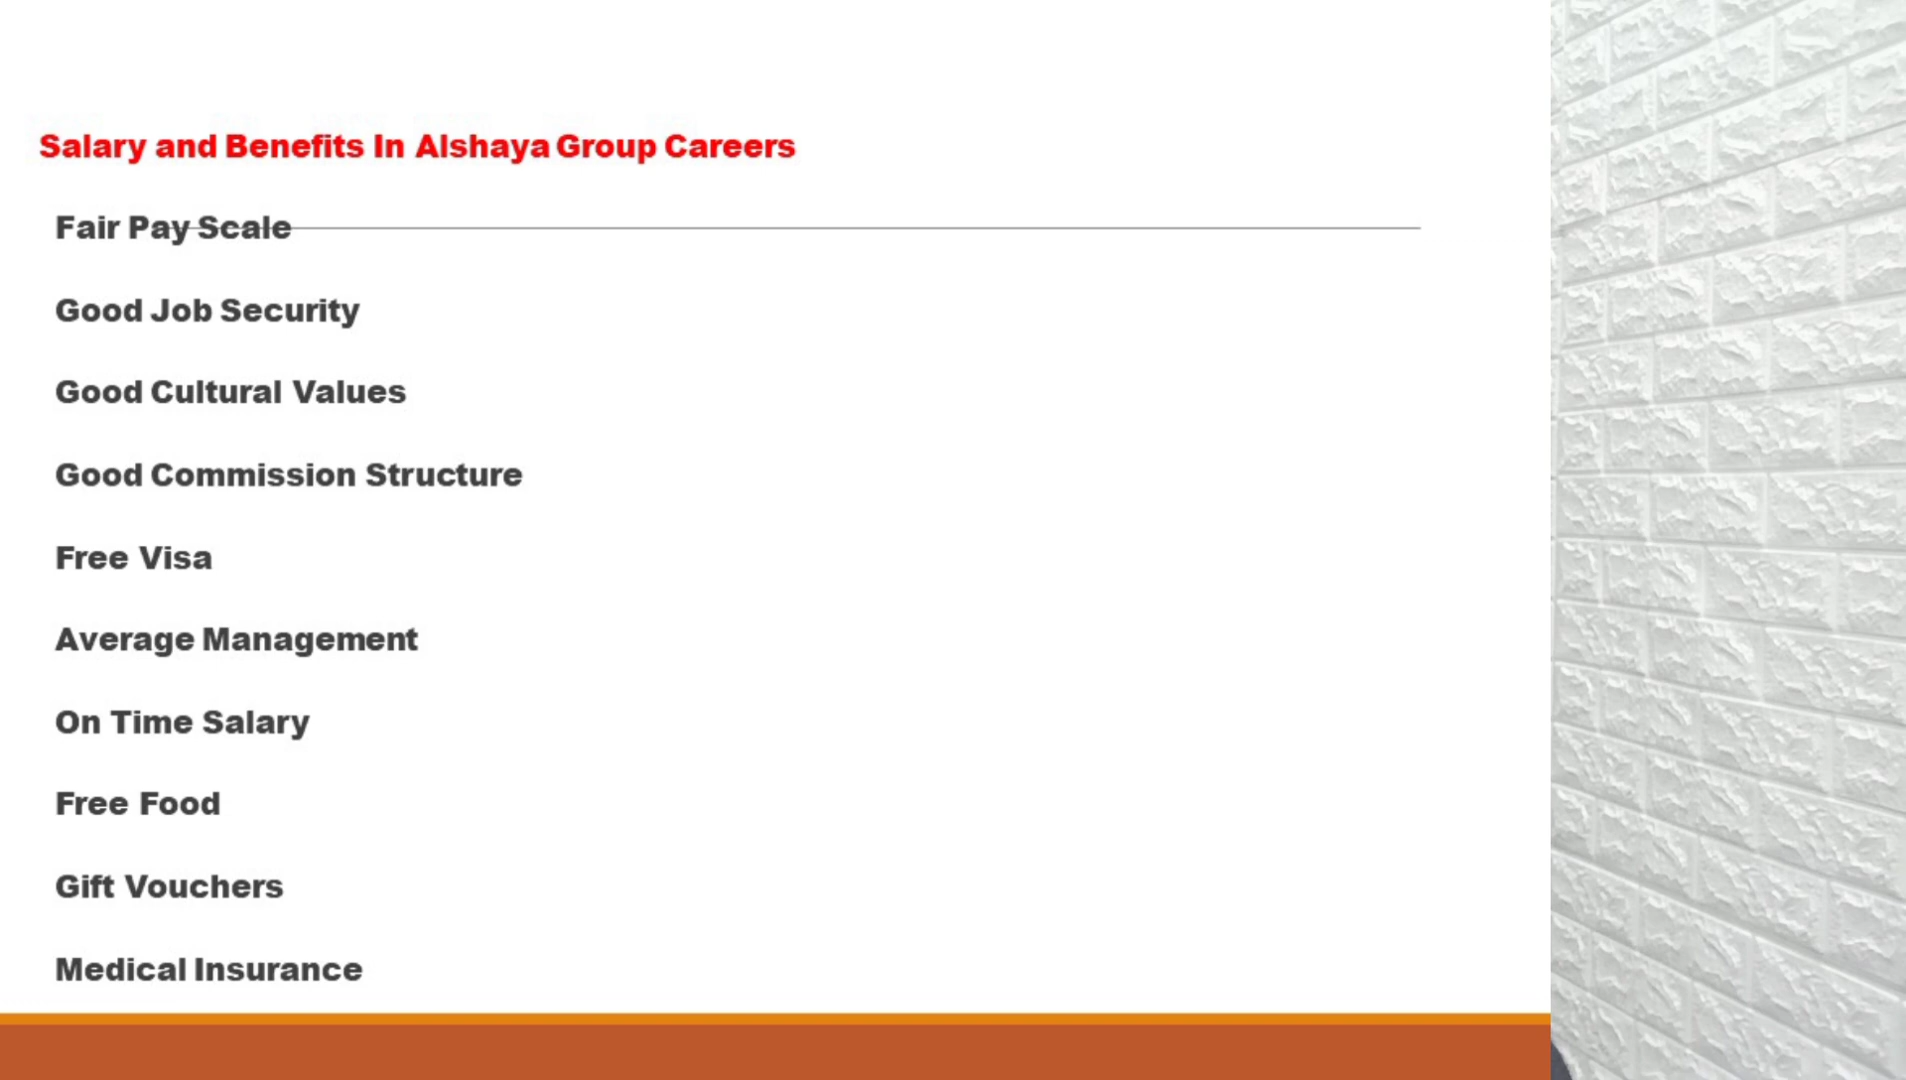 Salary and Benefits In Alshaya Group Careers
Fair Pay Scale
Good Job Security
Good Cultural Values
Good Commission Structure
Free Visa
Average Management
On Time Salary
Free Food
Gift Vouchers
Medical Insurance